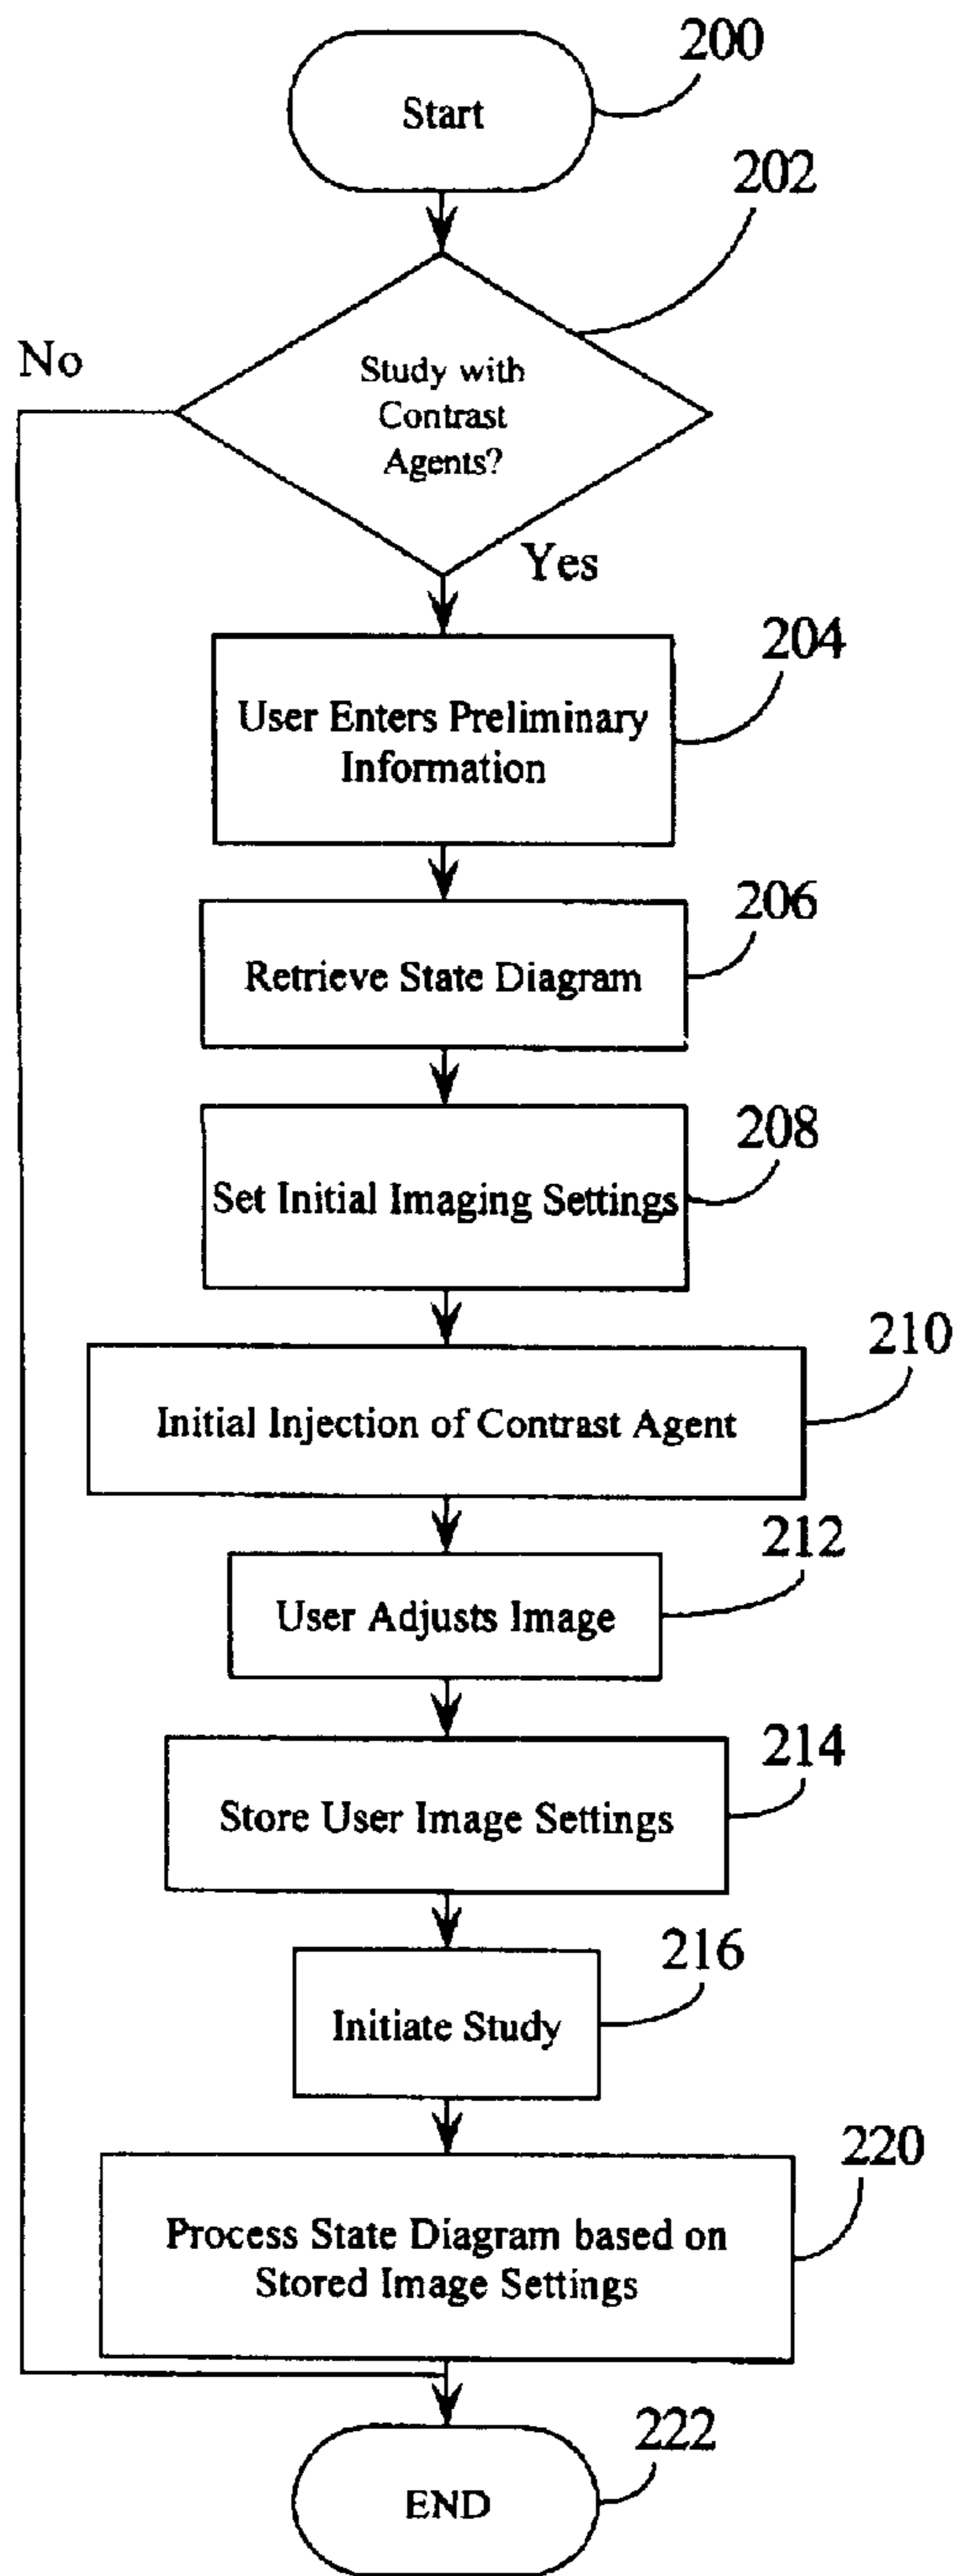 200
Start
202
No
Study with
Contrast
Agents?
Yes
204
User Enters Preliminary
Information
206
Retrieve State Diagram
208
Set Initial Imaging Settings
210
Initial Injection of Contrast Agent
212
User Adjusts Image
214
Store User Image Settings
216
Initiate Study
220
Process State Diagram based on
Stored Image Settings
222
END